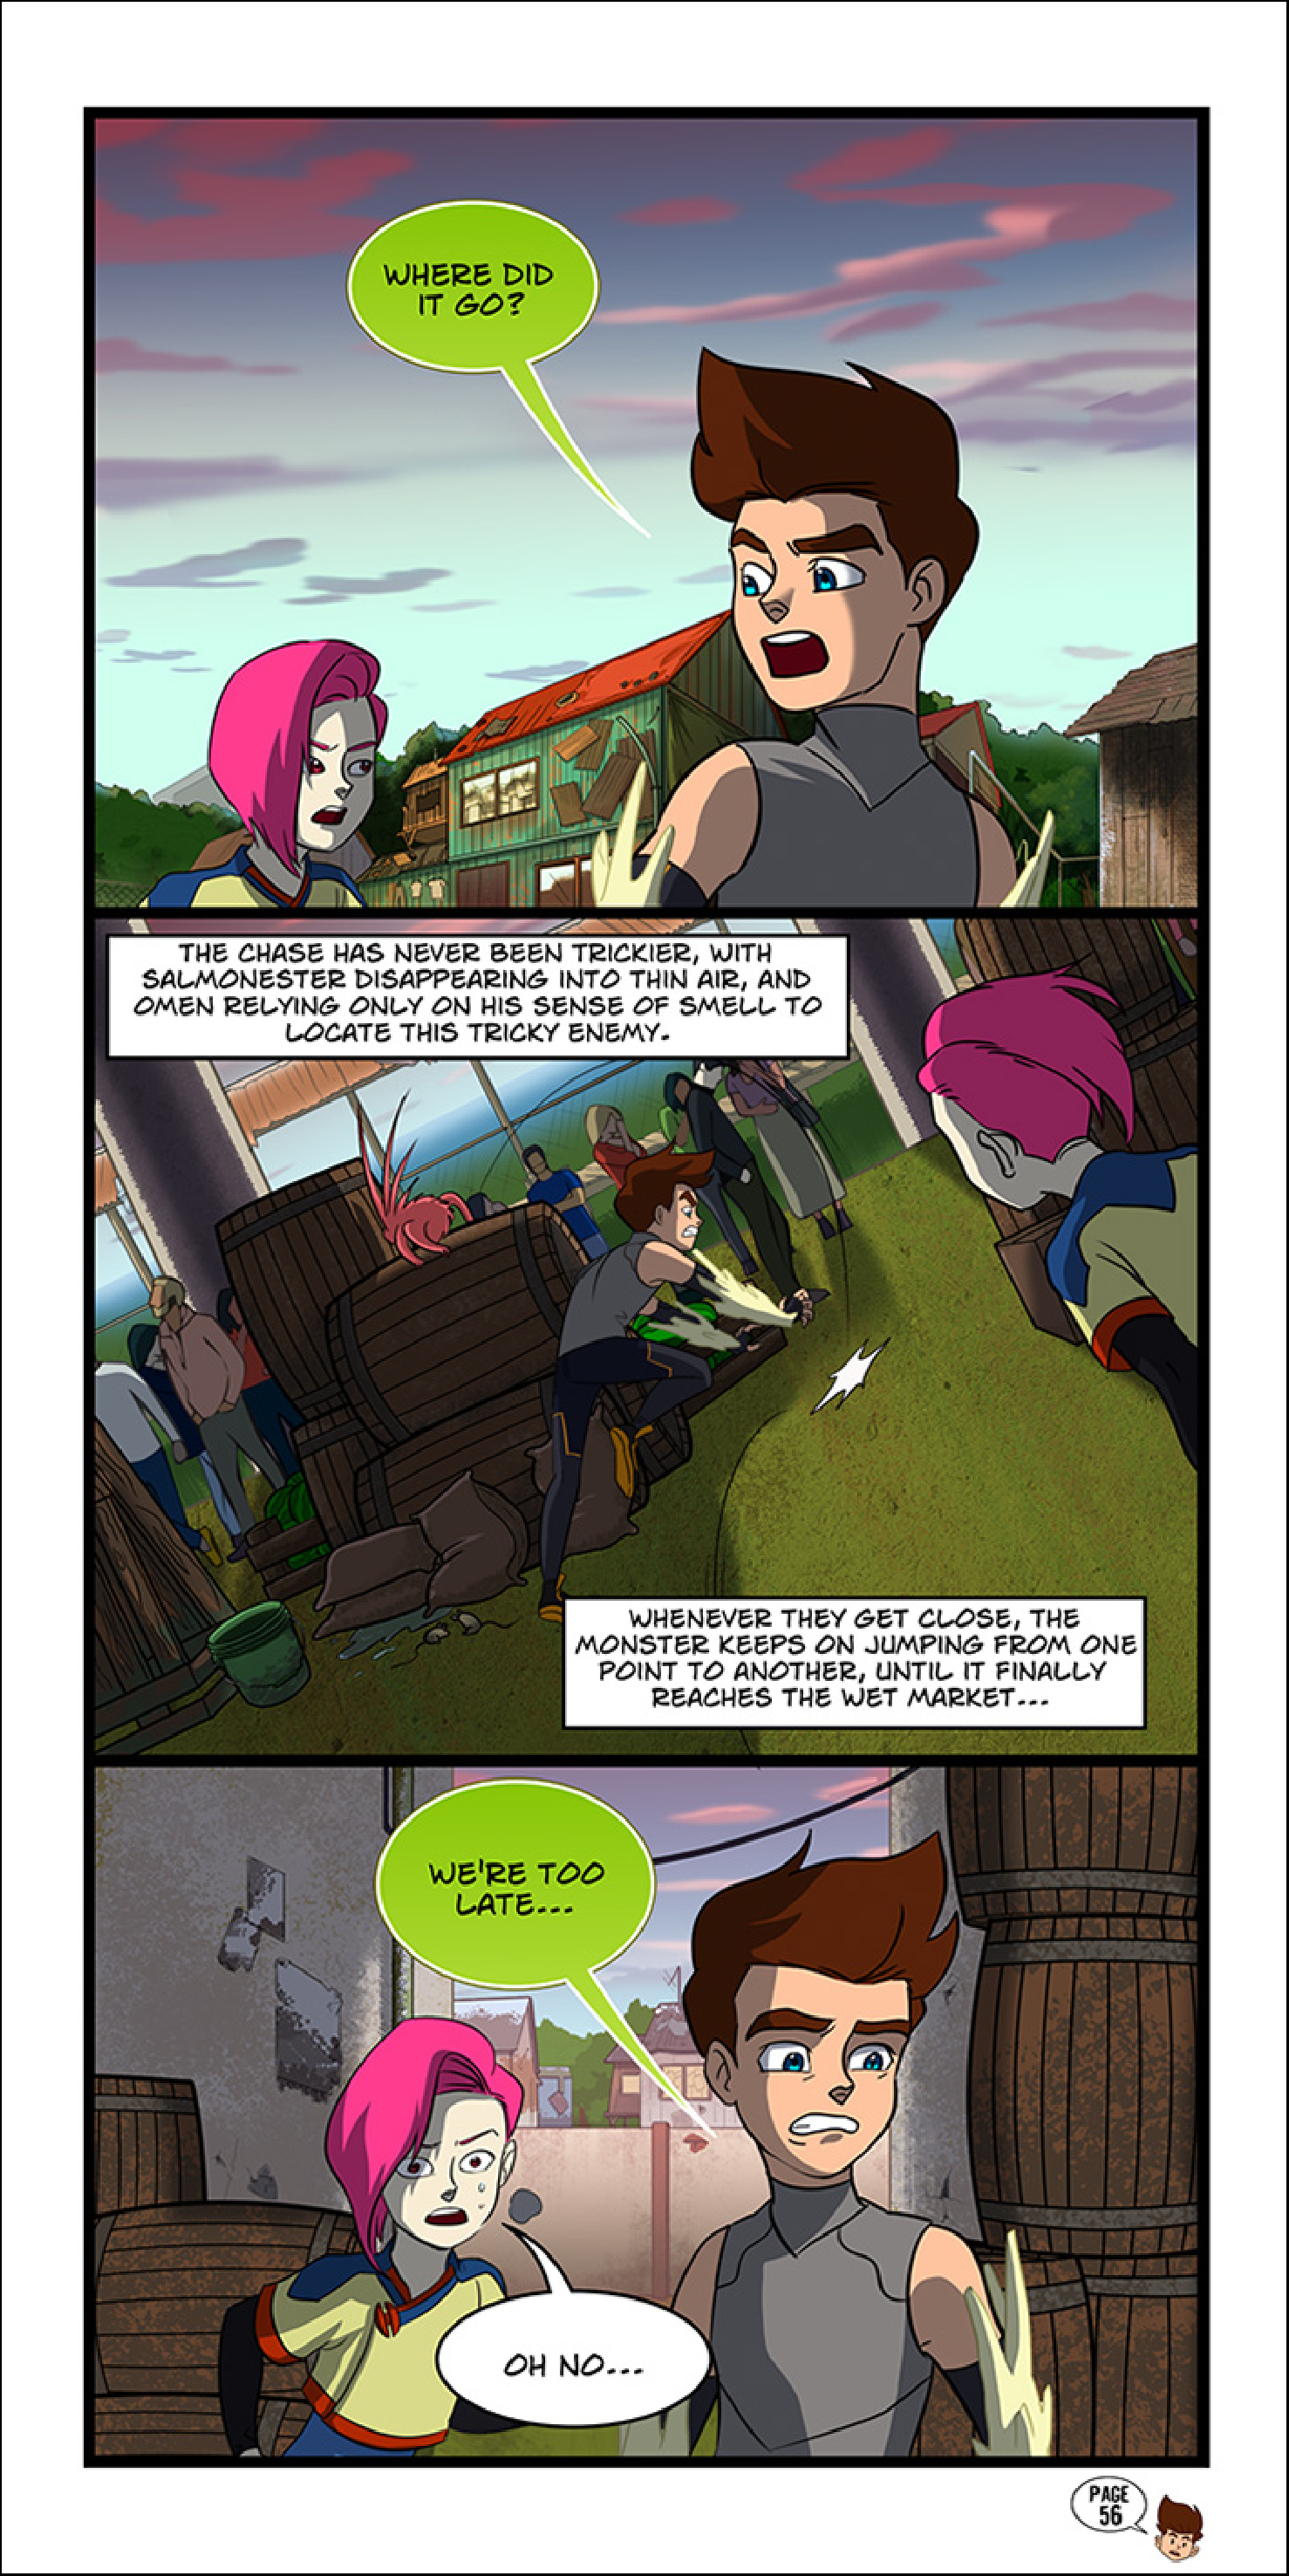 WHERE DID
IT GO?
THE CHASE HAS NEVER BEEN TRICKIER, WITH
SALMONESTER DISAPPEARING INTO THIN AIR, AND
OMEN RELYING ONLY ON HIS SENSE OF SMELL TO
LOCATE THIS TRICKY ENEMY.
WHENEVER THEY GET CLOSE, THE
MONSTER KEEPS ON JUMPING FROM ONE
POINT TO ANOTHER, UNTIL IT FINALLY
REACHES THE WET MARKET...
WE'RE TOO
LATE...
OH NO...
PAGE
56